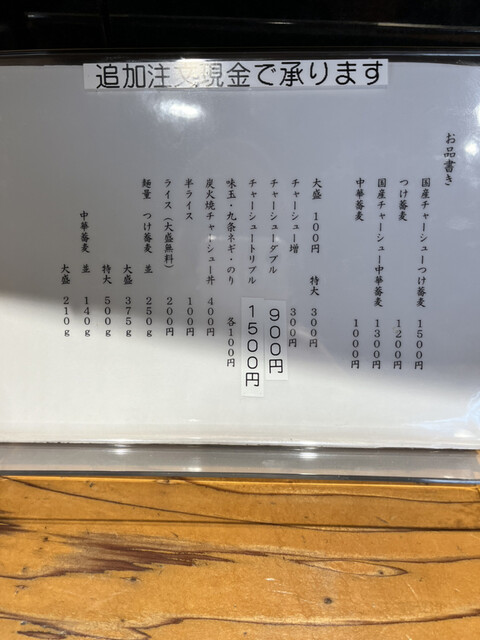 追加注文現金で承ります
お品書き
国産チャーシューつけ蕎麦 １５００円
つけ蕎麦 １２００円
国産チャーシュー中華蕎麦 １３００円
中華蕎麦 １０００円
大盛 １００円 特大 ３００円
チャーシュー増 ３００円
チャーシューダブル ９００円
チャーシュートリプル １５００円
味玉・九条ネギ・のり 各１００円
炭火焼チャーシュー丼 ４００円
半ライス １００円
ライス（大盛無料） ２００円
麺量 つけ蕎麦 並 ２５０ｇ
大盛 ３７５ｇ
特大 ５００ｇ
中華蕎麦 並 １４０ｇ
大盛 ２１０ｇ